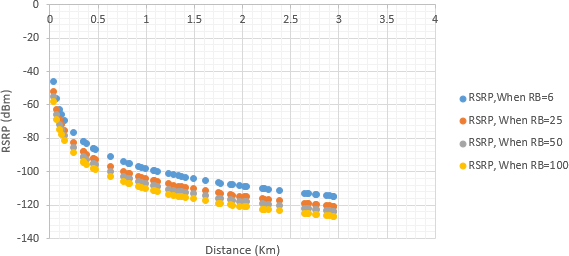 0 0.5 1 1.5 2 2.5 3 3.5 4
0
-20
-40
-60
-80
-100
-120
-140
RSRP (dBm)
Distance (Km)
RSRP,When RB=6
RSRP, When RB=25
RSRP, When RB=50
RSRP, When RB=100